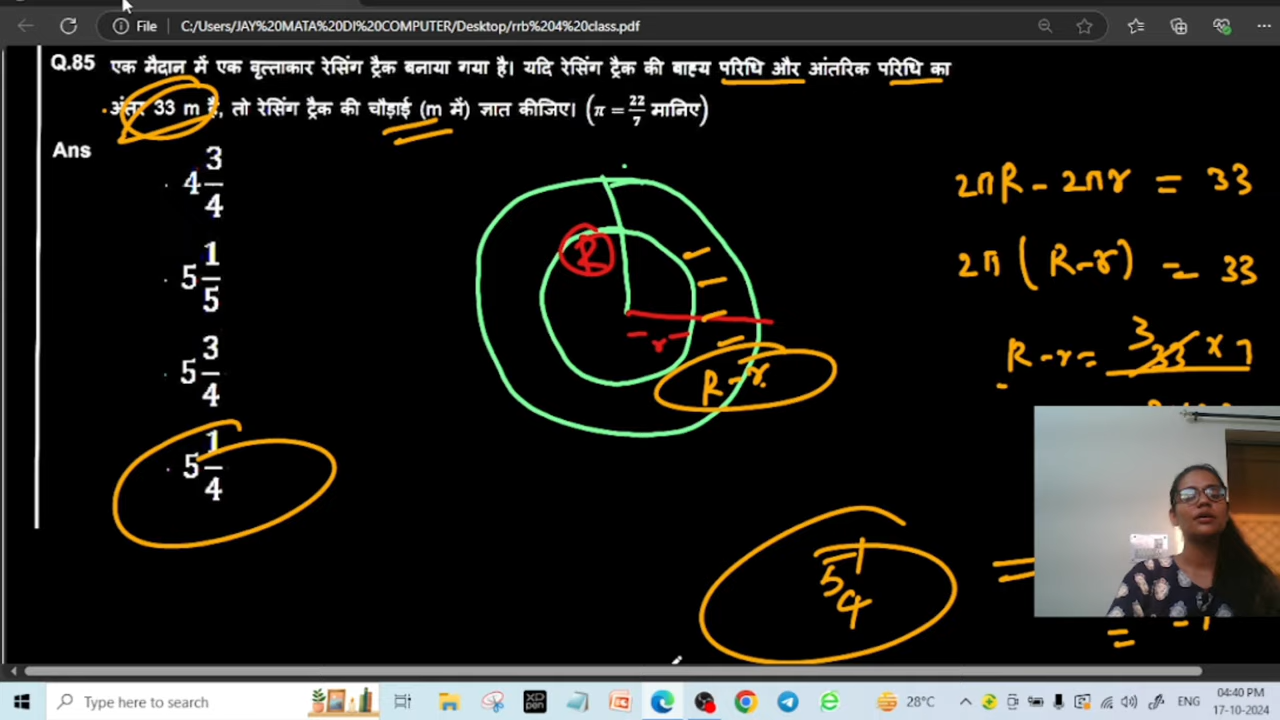 File C:/Users/JAY%20MATA%20DI%20COMPUTER/Desktop/rrb%204%20class.pdf
Q.85 एक मैदान में एक वृत्ताकार रेसिंग ट्रैक बनाया गया है। यदि रेसिंग ट्रैक की बाह्य परिधि और आंतरिक परिधि का
अंतर 33 m है, तो रेसिंग ट्रैक की चौड़ाई (m में) ज्ञात कीजिए। (π = 22/7 मानिए)
Ans
4 3/4
5 1/5
5 3/4
5 1/4
R
r
R-r
2πR - 2πr = 33
2π (R-r) = 33
R-r = 3 33 x 7
=
5 1/4
=
Type here to search
28°C
ENG
04:40 PM
17-10-2024